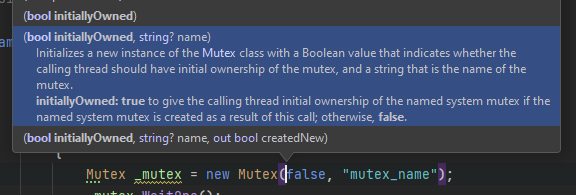 (bool initiallyOwned)
(bool initiallyOwned, string? name)
Initializes a new instance of the Mutex class with a Boolean value that indicates whether the
calling thread should have initial ownership of the mutex, and a string that is the name of the
mutex.
initiallyOwned: true to give the calling thread initial ownership of the named system mutex if the
named system mutex is created as a result of this call; otherwise, false.
(bool initiallyOwned, string? name, out bool createdNew)
{
Mutex _mutex = new Mutex(false, "mutex_name");